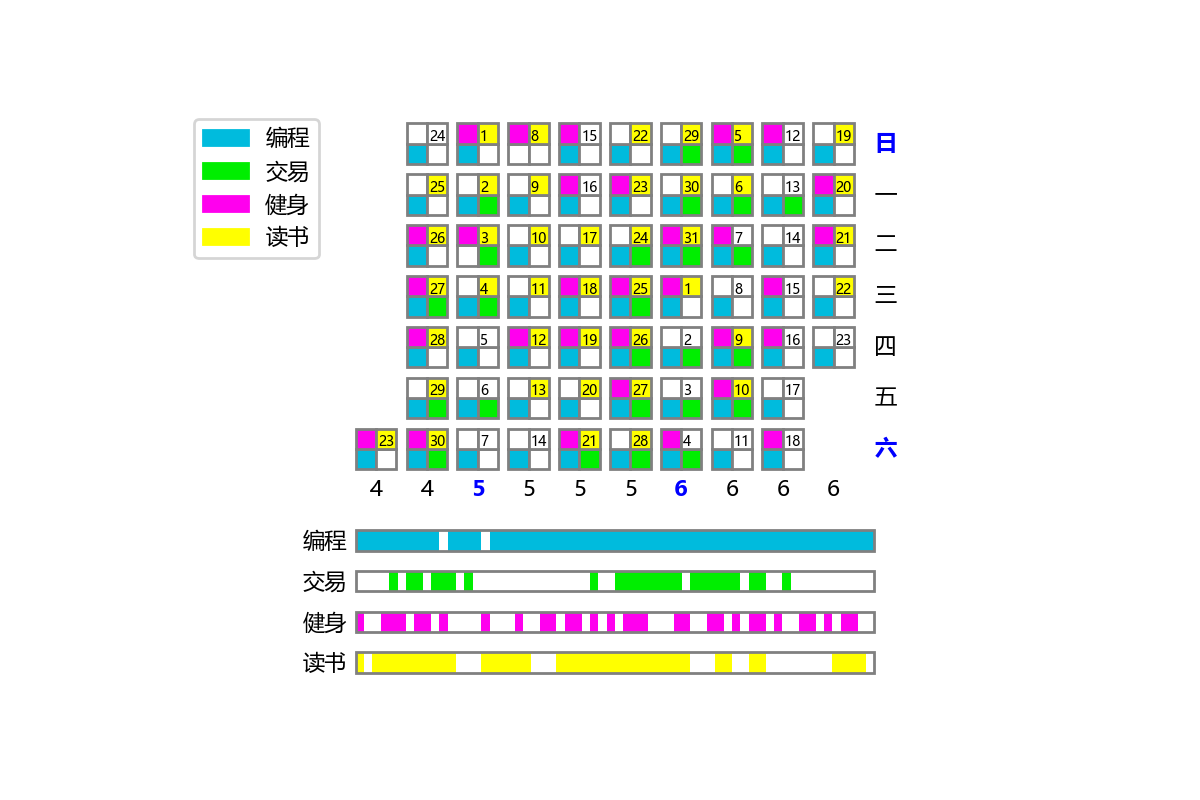 编程
交易
健身
读书
24 1 8 15 22 29 5 12 19 日
25 2 9 16 23 30 6 13 20 一
26 3 10 17 24 31 7 14 21 二
27 4 11 18 25 1 8 15 22 三
28 5 12 19 26 2 9 16 23 四
29 6 13 20 27 3 10 17 五
23 30 7 14 21 28 4 11 18 六
4 4 5 5 5 5 6 6 6 6
编程
交易
健身
读书